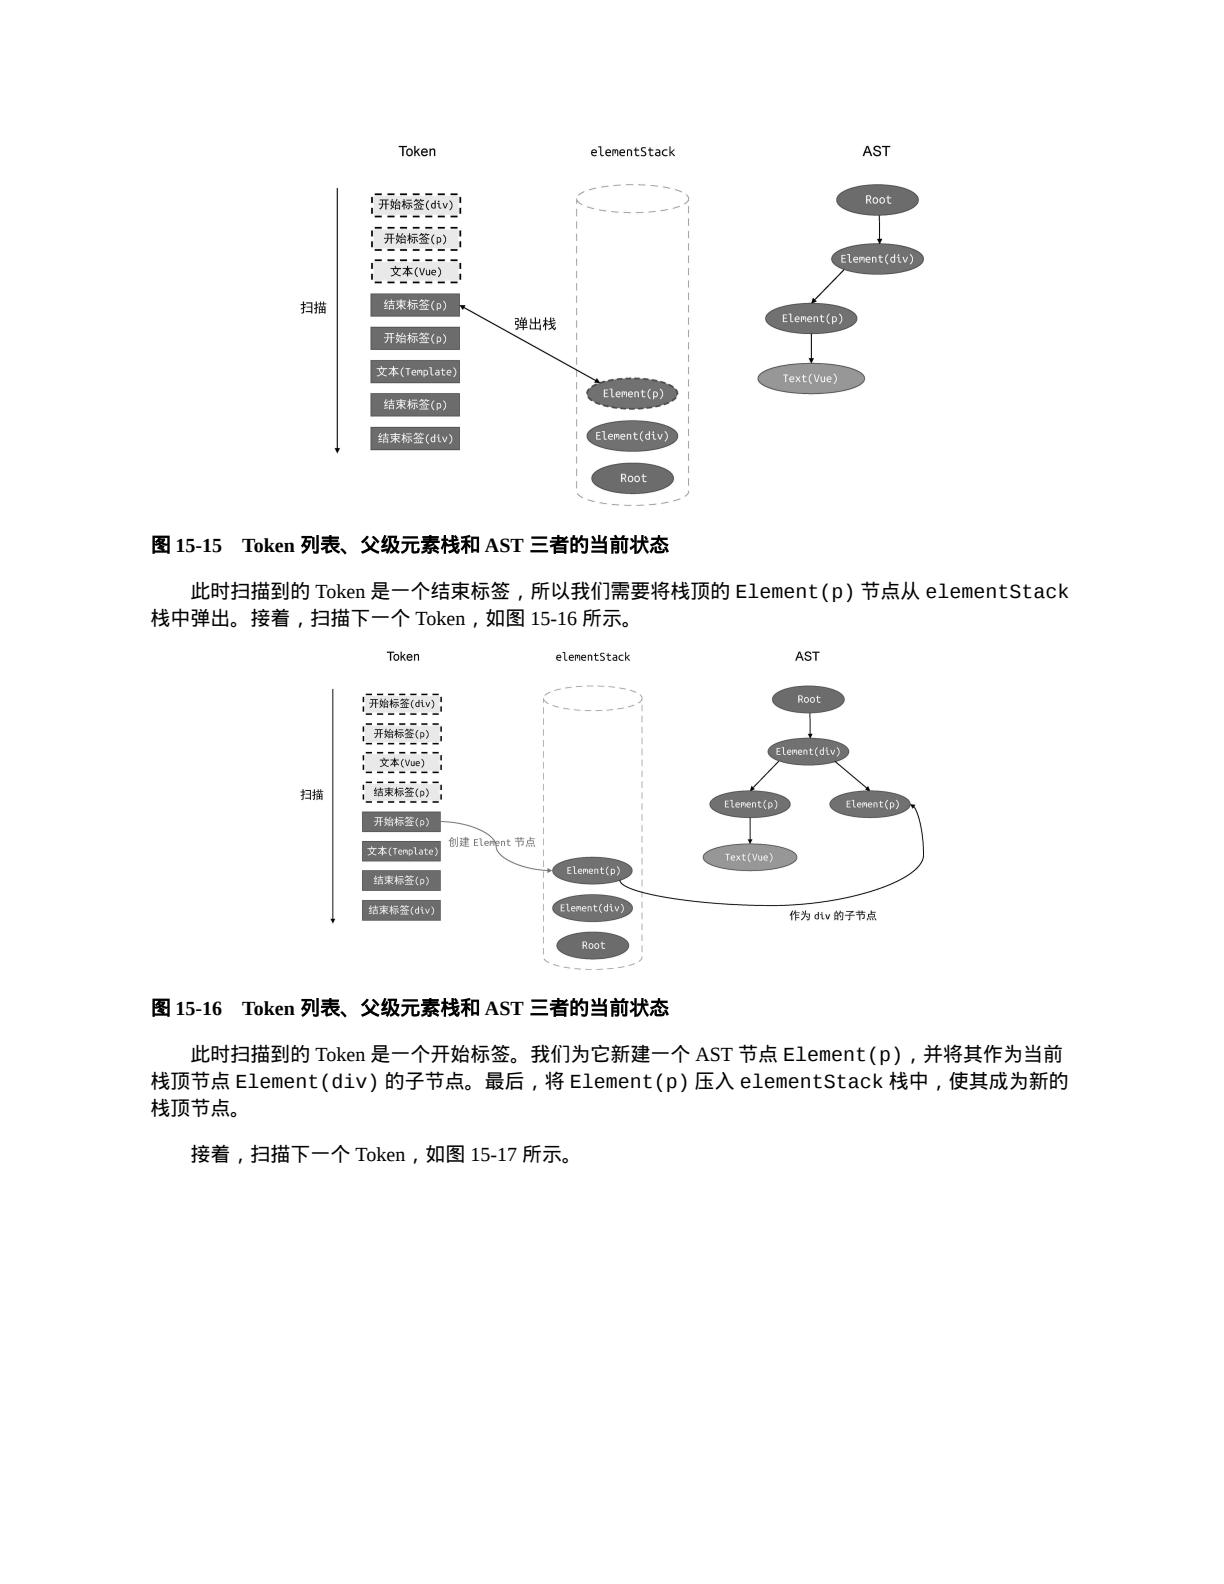 Token
elementStack
AST
扫描
开始标签(div)
开始标签(p)
文本(Vue)
结束标签(p)
开始标签(p)
文本(Template)
结束标签(p)
结束标签(div)
弹出栈
Element(p)
Element(div)
Root
Root
Element(div)
Element(p)
Text(Vue)
图 15-15 Token 列表、父级元素栈和 AST 三者的当前状态
此时扫描到的 Token 是一个结束标签，所以我们需要将栈顶的 Element(p) 节点从 elementStack
栈中弹出。接着，扫描下一个 Token，如图 15-16 所示。
Token
elementStack
AST
扫描
开始标签(div)
开始标签(p)
文本(Vue)
结束标签(p)
开始标签(p)
文本(Template)
结束标签(p)
结束标签(div)
创建 Element 节点
Element(p)
Element(div)
Root
Root
Element(div)
Element(p)
Element(p)
Text(Vue)
作为 div 的子节点
图 15-16 Token 列表、父级元素栈和 AST 三者的当前状态
此时扫描到的 Token 是一个开始标签。我们为它新建一个 AST 节点 Element(p)，并将其作为当前
栈顶节点 Element(div) 的子节点。最后，将 Element(p) 压入 elementStack 栈中，使其成为新的
栈顶节点。
接着，扫描下一个 Token，如图 15-17 所示。